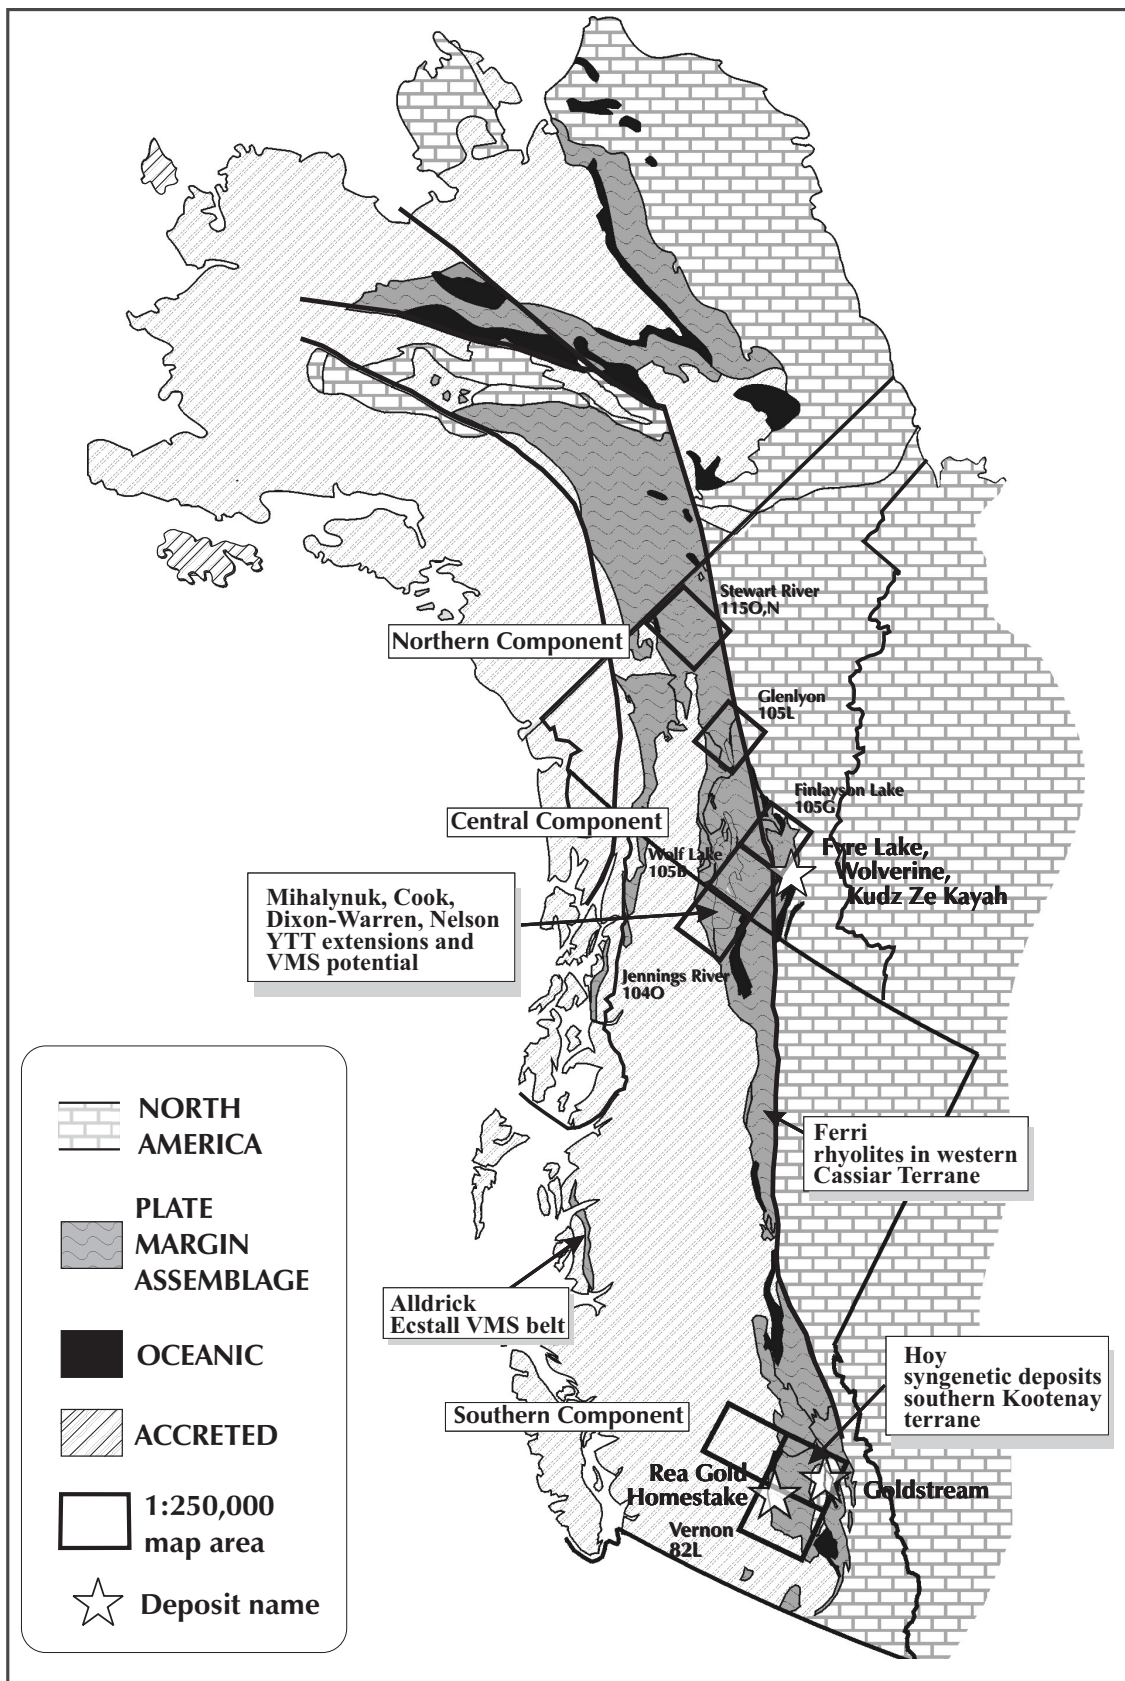 Stewart River
115O,N
Northern Component
Glenlyon
105L
Finlayson Lake
105G
Central Component
Fyre Lake,
Wolverine,
Kudz Ze Kayah
Wolf Lake
105B
Mihalynuk, Cook,
Dixon-Warren, Nelson
YTT extensions and
VMS potential
Jennings River
104O
NORTH
AMERICA
PLATE
MARGIN
ASSEMBLAGE
OCEANIC
ACCRETED
1:250,000
map area
Deposit name
Ferri
rhyolites in western
Cassiar Terrane
Alldrick
Ecstall VMS belt
Hoy
syngenetic deposits
southern Kootenay
terrane
Southern Component
Rea Gold
Homestake
Goldstream
Vernon
82L